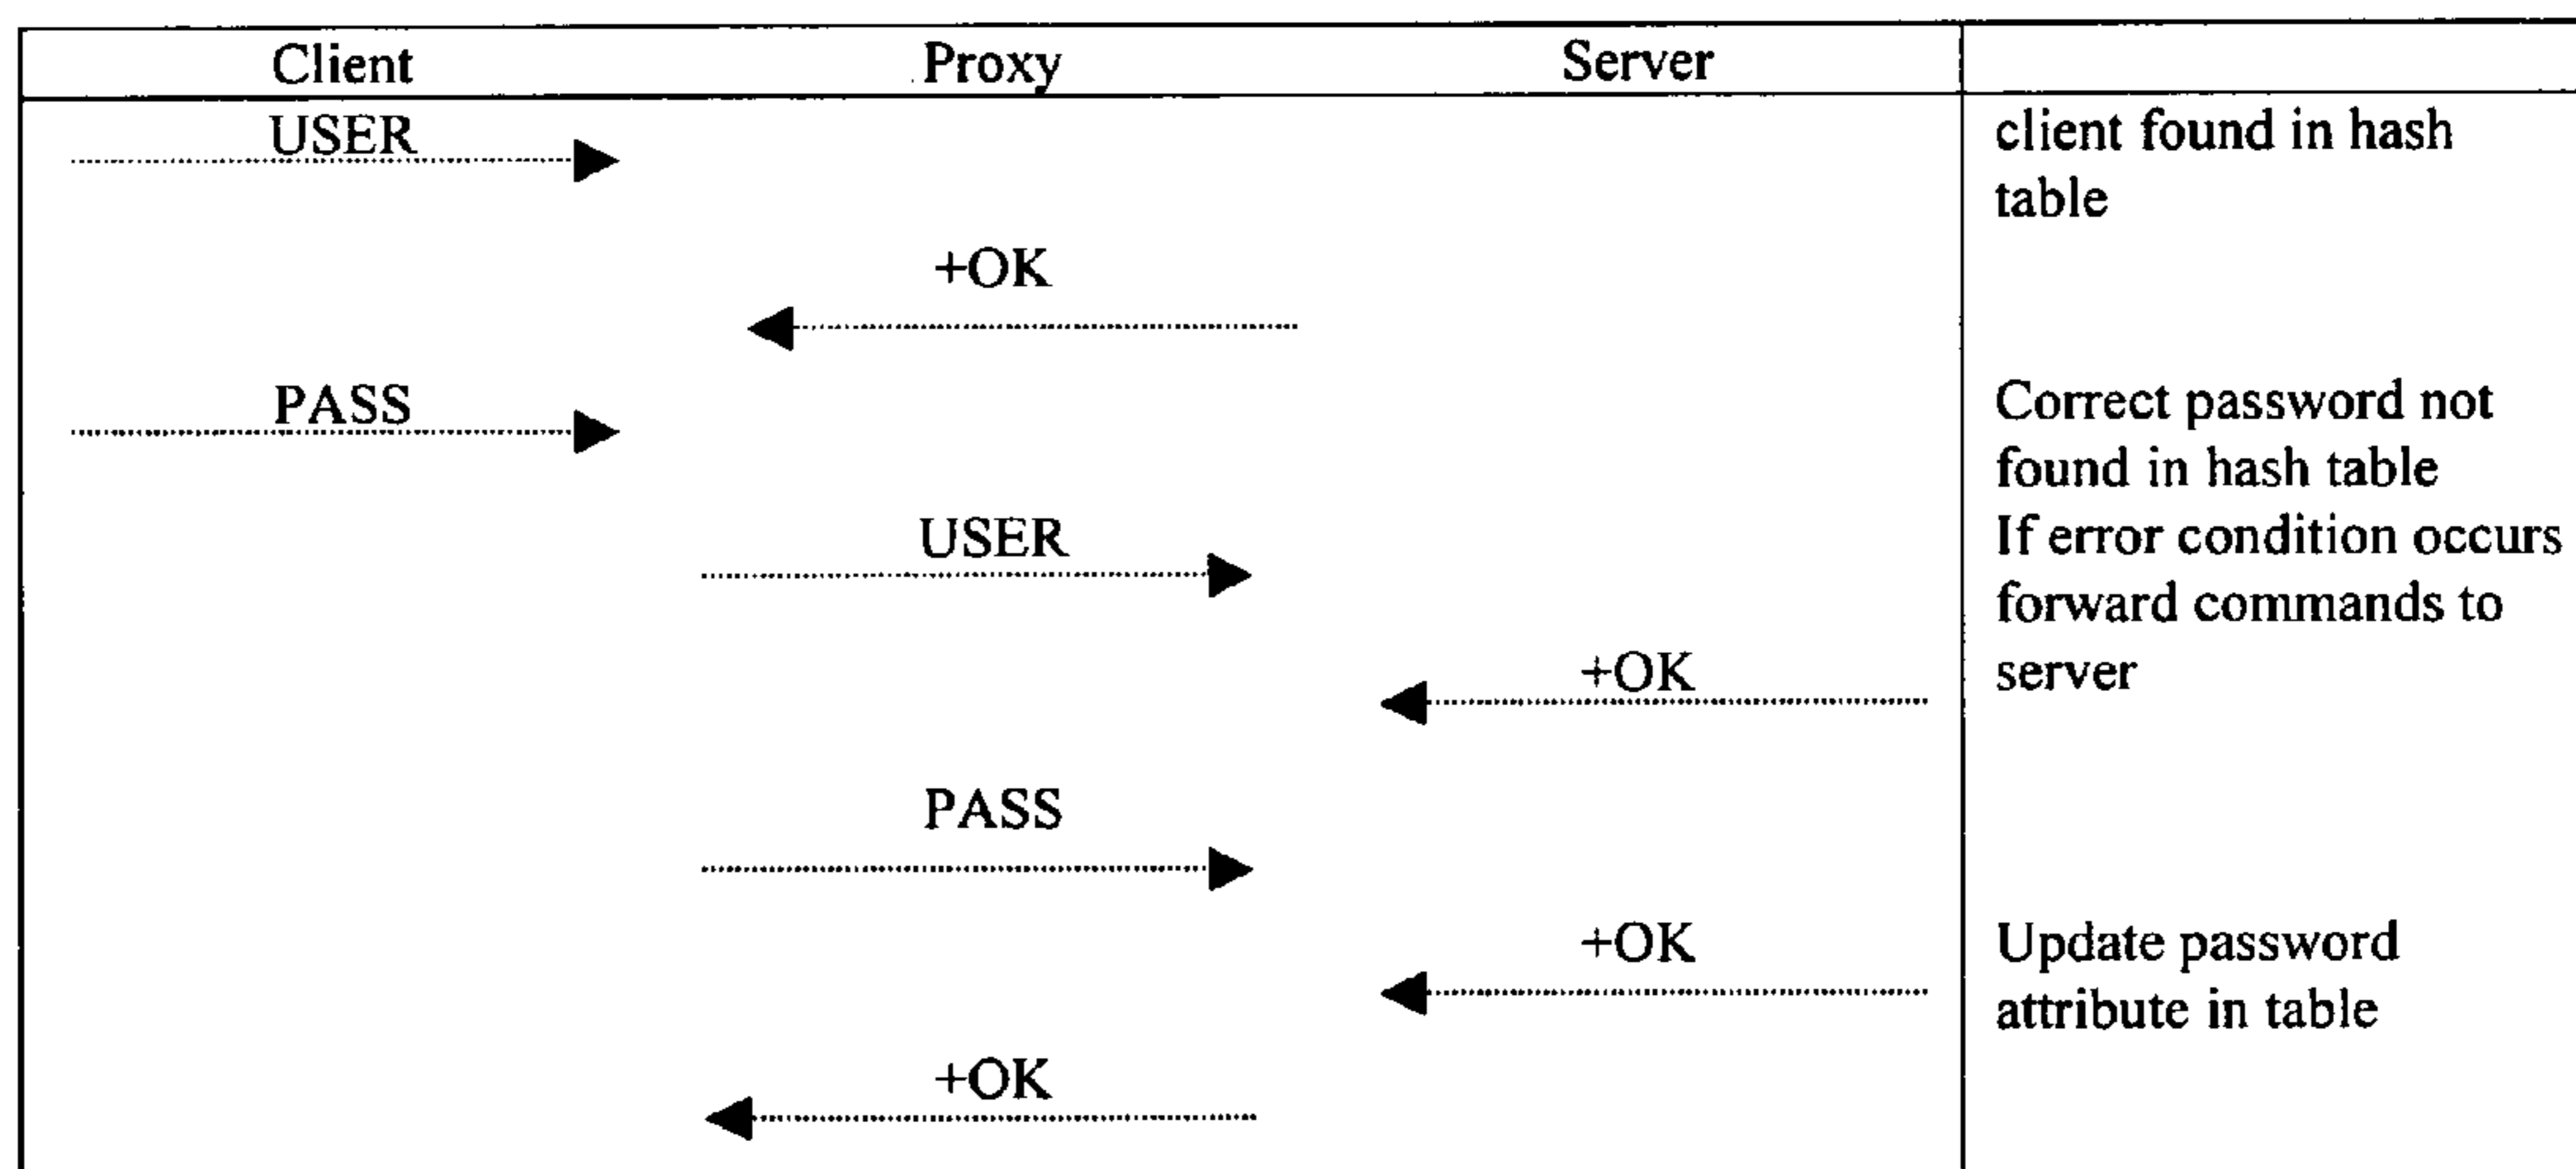 Client Proxy Server
USER
client found in hash
table
+OK
PASS
Correct password not
found in hash table
USER
If error condition occurs
forward commands to
+OK
server
PASS
+OK
Update password
attribute in table
+OK